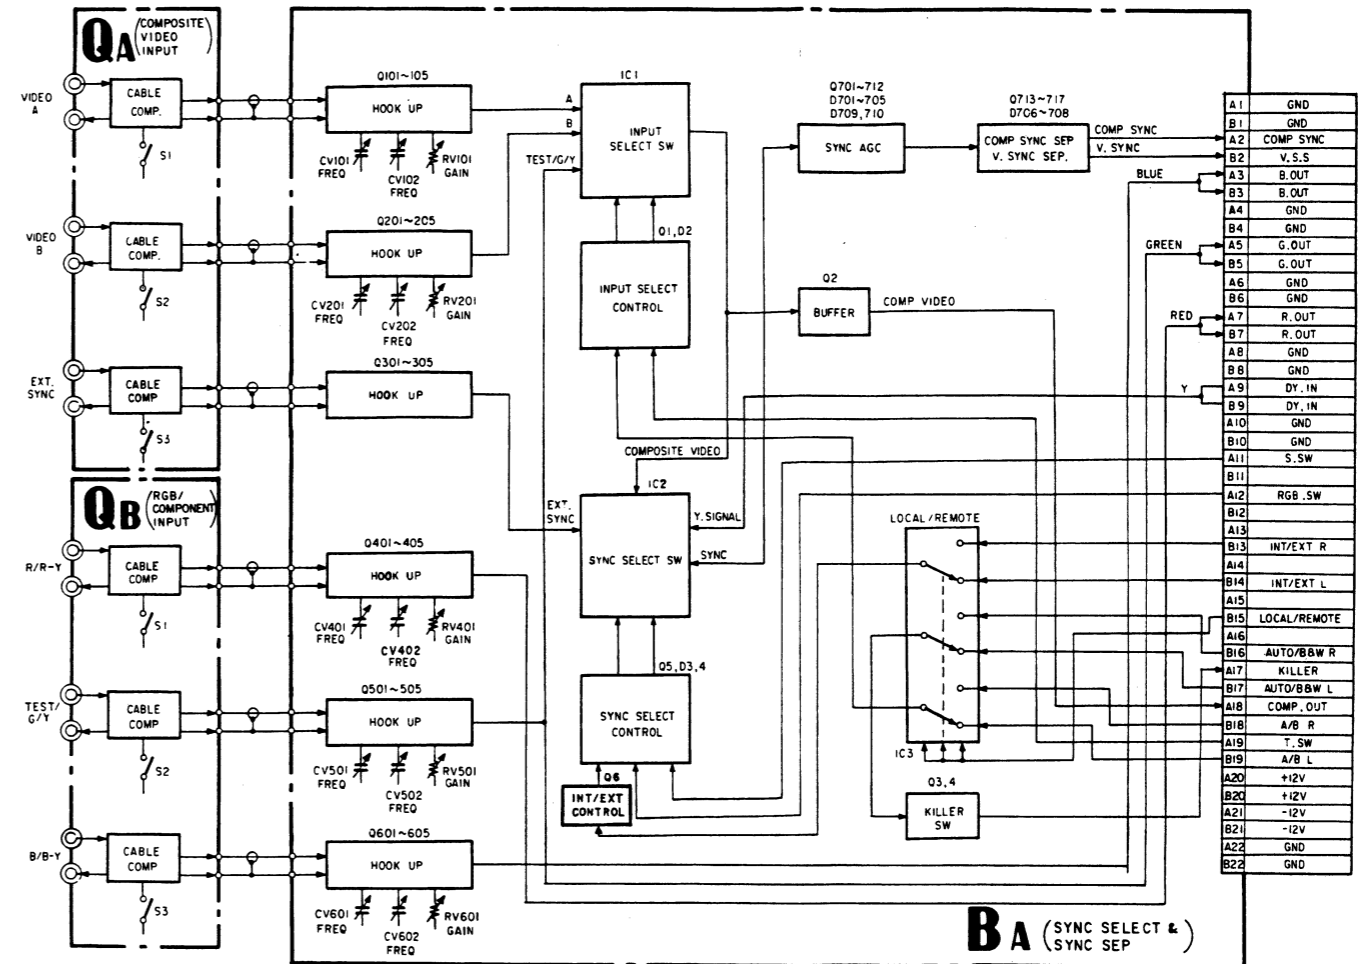 QA (COMPOSITE VIDEO INPUT)
VIDEO A
CABLE COMP.
S1
Q101~105
HOOK UP
CV101 FREQ
CV102 FREQ
RV101 GAIN
VIDEO B
CABLE COMP.
S2
Q201~205
HOOK UP
CV201 FREQ
CV202 FREQ
RV201 GAIN
EXT. SYNC
CABLE COMP
S3
Q301~305
HOOK UP
QB (RGB/ COMPONENT INPUT)
R/R-Y
CABLE COMP
S1
Q401~405
HOOK UP
CV401 FREQ
CV402 FREQ
RV401 GAIN
TEST/ G/Y
CABLE COMP
S2
Q501~505
HOOK UP
CV501 FREQ
CV502 FREQ
RV501 GAIN
B/B-Y
CABLE COMP
S3
Q601~605
HOOK UP
CV601 FREQ
CV602 FREQ
RV601 GAIN
IC1
A
B
TEST/G/Y
INPUT SELECT SW
Q1,D2
INPUT SELECT CONTROL
COMPOSITE VIDEO
IC2
EXT. SYNC
SYNC SELECT SW
Y.SIGNAL
SYNC
Q5,D3,4
SYNC SELECT CONTROL
Q6
INT/EXT CONTROL
Q701~712
D701~705
D709,710
SYNC AGC
Q713~717
D706~708
COMP SYNC SEP
V. SYNC SEP.
COMP SYNC
V. SYNC
Q2
BUFFER
COMP VIDEO
BLUE
GREEN
RED
Y
LOCAL/REMOTE
IC3
Q3,4
KILLER SW
A1 GND
B1 GND
A2 COMP SYNC
B2 V.S.S
A3 B.OUT
B3 B.OUT
A4 GND
B4 GND
A5 G.OUT
B5 G.OUT
A6 GND
B6 GND
A7 R.OUT
B7 R.OUT
A8 GND
B8 GND
A9 DY.IN
B9 DY.IN
A10 GND
B10 GND
A11 S.SW
B11
A12 RGB.SW
B12
A13
B13 INT/EXT R
A14
B14 INT/EXT L
A15
B15 LOCAL/REMOTE
A16
B16 AUTO/B&W R
A17 KILLER
B17 AUTO/B&W L
A18 COMP.OUT
B18 A/B R
A19 T.SW
B19 A/B L
A20 +12V
B20 +12V
A21 -12V
B21 -12V
A22 GND
B22 GND
BA (SYNC SELECT & SYNC SEP)